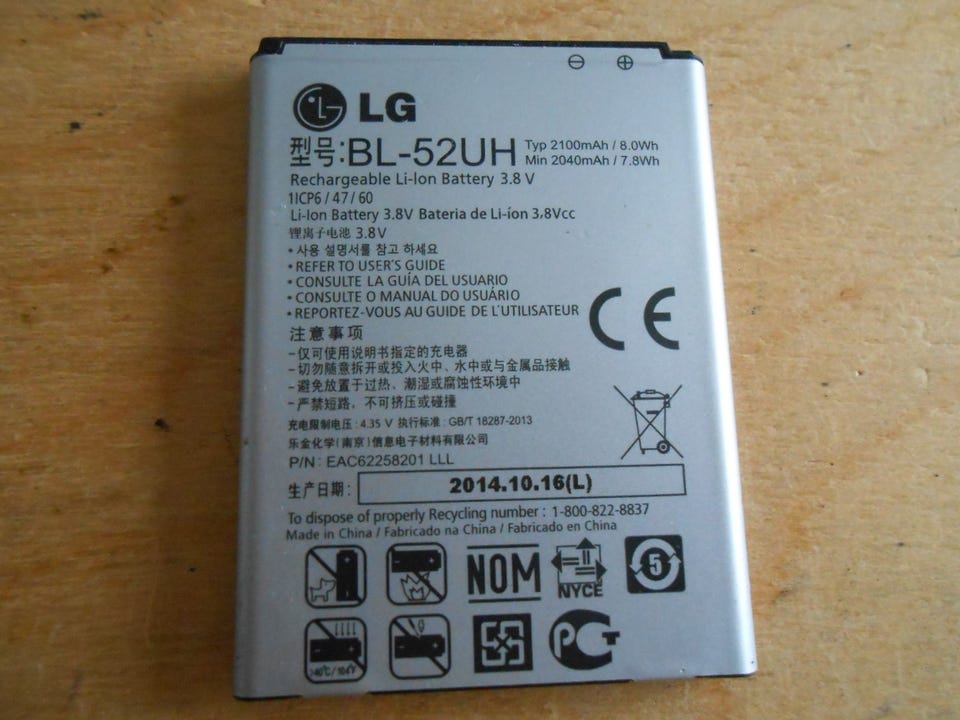 ⊖ ⊕
LG LG
型号:BL-52UH Typ 2100mAh / 8.0Wh
Min 2040mAh / 7.8Wh
Rechargeable Li-Ion Battery 3.8 V
1ICP6 / 47 / 60
Li-Ion Battery 3.8V Bateria de Li-íon 3,8Vcc
锂离子电池 3.8 V
• 사용 설명서를 참고 하세요
• REFER TO USER'S GUIDE
• CONSULTE LA GUÍA DEL USUARIO
• CONSULTE O MANUAL DO USUÁRIO
• REPORTEZ-VOUS AU GUIDE DE L'UTILISATEUR
CE
注意事项
-仅可使用说明书指定的充电器
-切勿随意拆开或投入火中、水中或与金属品接触
-避免放置于过热、潮湿或腐蚀性环境中
-严禁短路，不可挤压或碰撞
充电限制电压 : 4.35 V 执行标准 : GB/T 18287-2013
乐金化学(南京)信息电子材料有限公司
P/N: EAC62258201 LLL
生产日期: 2014.10.16(L)
To dispose of properly Recycling number : 1-800-822-8837
Made in China / Fabricado na China / Fabricado en China
NOM NYCE 5
>40°C / 104°F PCT